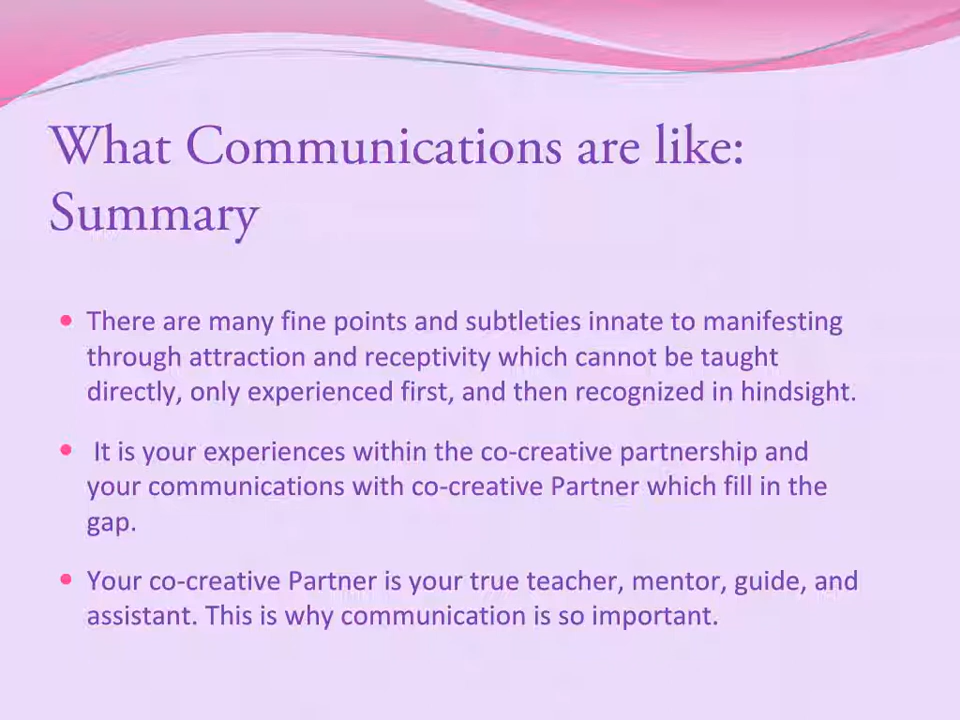 What Communications are like:
Summary
• There are many fine points and subtleties innate to manifesting
through attraction and receptivity which cannot be taught
directly, only experienced first, and then recognized in hindsight.
• It is your experiences within the co-creative partnership and
your communications with co-creative Partner which fill in the
gap.
• Your co-creative Partner is your true teacher, mentor, guide, and
assistant. This is why communication is so important.